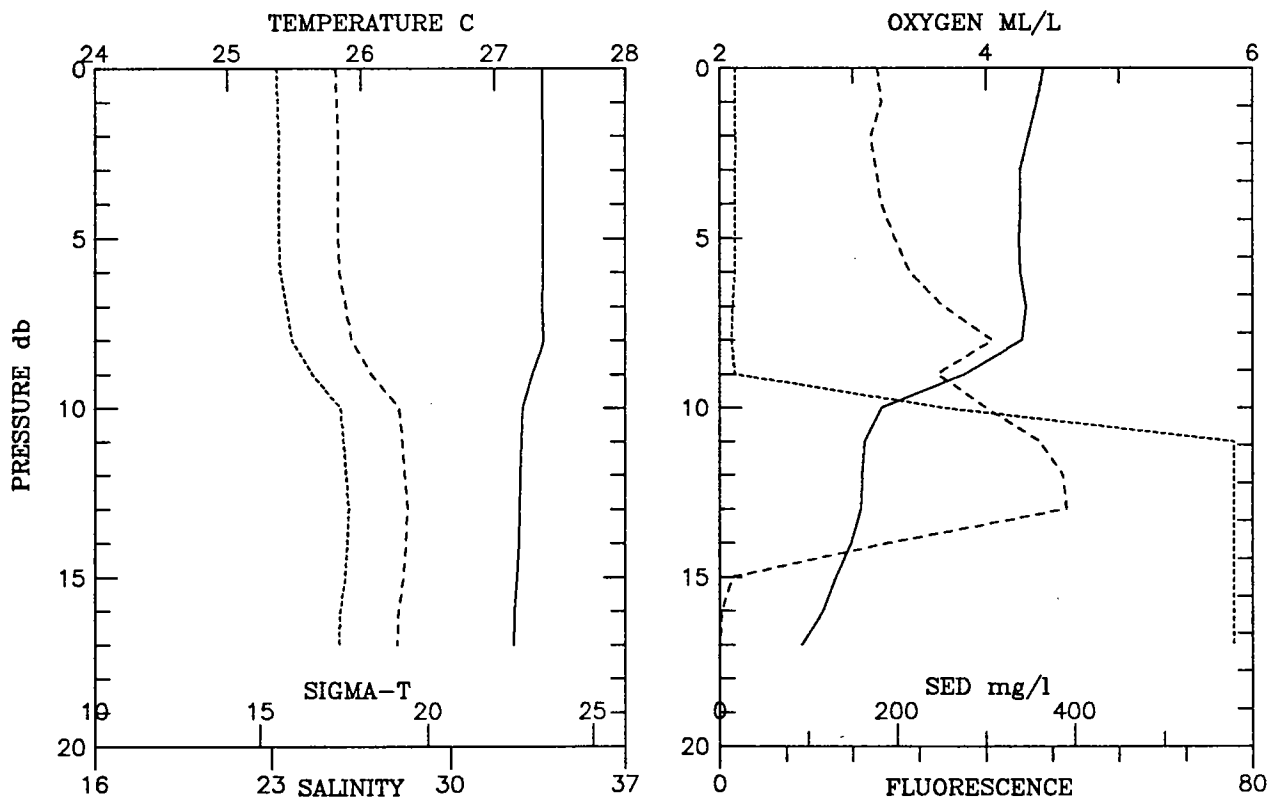 TEMPERATURE C
24 25 26 27 28
0
5
10
15
20
PRESSURE db
SIGMA-T
10 15 20 25
16 23 SALINITY 30 37
OXYGEN ML/L
2 4 6
0
5
10
15
20
SED mg/l
0 200 400
0 FLUORESCENCE 80